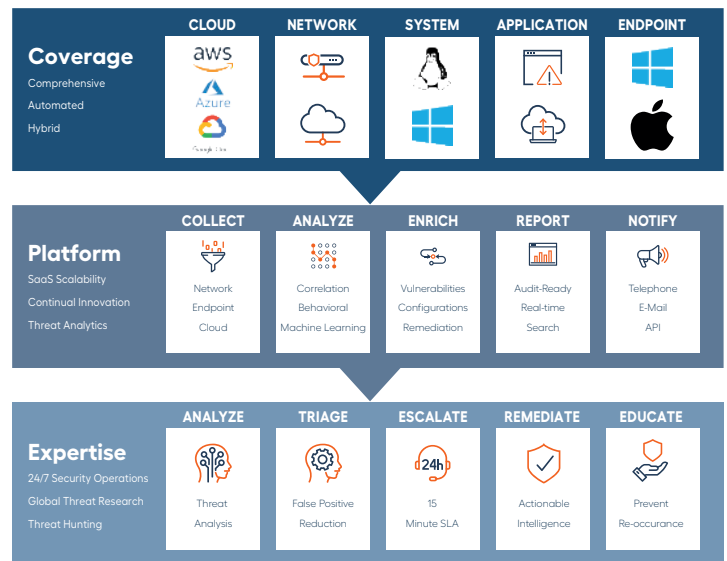 CLOUD NETWORK SYSTEM APPLICATION ENDPOINT
Coverage
Comprehensive
Automated
Hybrid
aws
Azure
COLLECT ANALYZE ENRICH REPORT NOTIFY
Platform
SaaS Scalability
Continual Innovation
Threat Analytics
Network Correlation Vulnerabilities Audit-Ready Telephone
Endpoint Behavioral Configurations Real-time E-Mail
Cloud Machine Learning Remediation Search API
ANALYZE TRIAGE ESCALATE REMEDIATE EDUCATE
Expertise
24/7 Security Operations
Global Threat Research
Threat Hunting
24h
Threat False Positive 15 Actionable Prevent
Analysis Reduction Minute SLA Intelligence Re-occurance